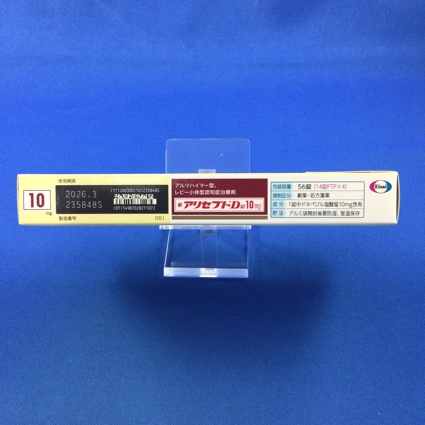 10
mg
使用期限
2026.3
235B48S
製造番号
GS1
アルツハイマー型、
レビー小体型認知症治療剤
アリセプトD錠10mg
包装容量 56錠 (14錠PTP×4)
規制区分 劇薬・処方箋薬
成分 1錠中ドネペジル塩酸塩10mg含有
貯法 アルミ袋開封後要防湿、室温保存
Eisai